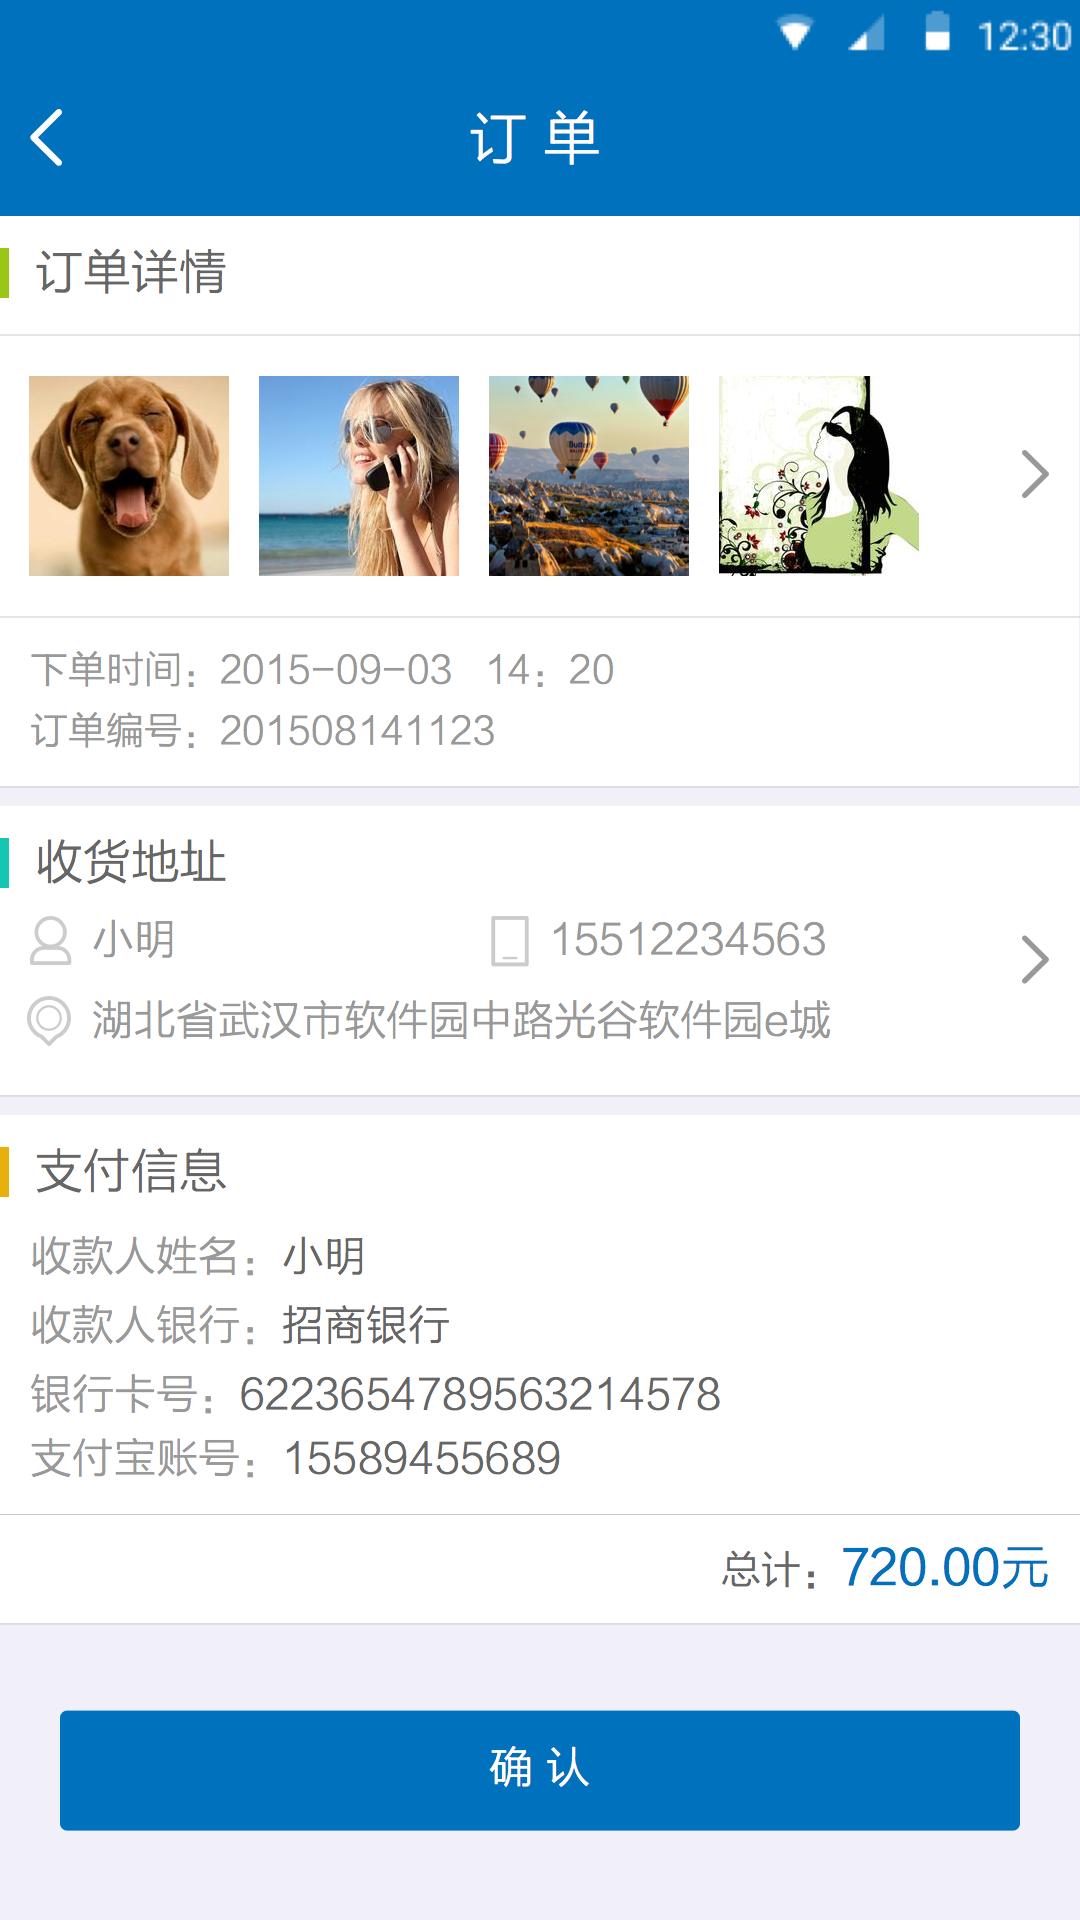 12:30
订 单
订单详情
下单时间：2015-09-03 14：20
订单编号：201508141123
收货地址
小明 15512234563
湖北省武汉市软件园中路光谷软件园e城
支付信息
收款人姓名：小明
收款人银行：招商银行
银行卡号：6223654789563214578
支付宝账号：15589455689
总计：720.00元
确 认